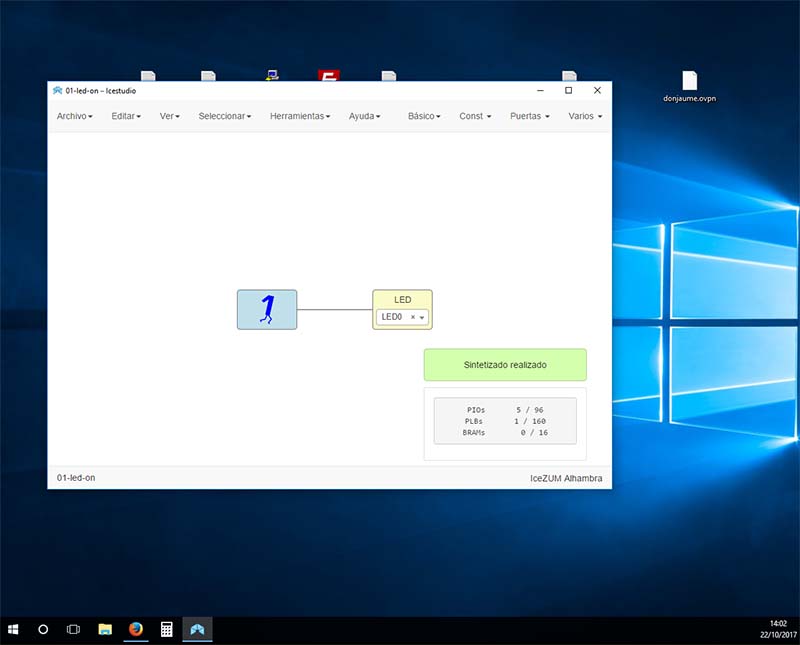 donjaume.ovpn
01-led-on – Icestudio
Archivo Editar Ver Seleccionar Herramientas Ayuda Básico Const Puertas Varios
1
LED
LED0 ×
Sintetizado realizado
PIOs 5 / 96
PLBs 1 / 160
BRAMs 0 / 16
01-led-on IceZUM Alhambra
14:02
22/10/2017